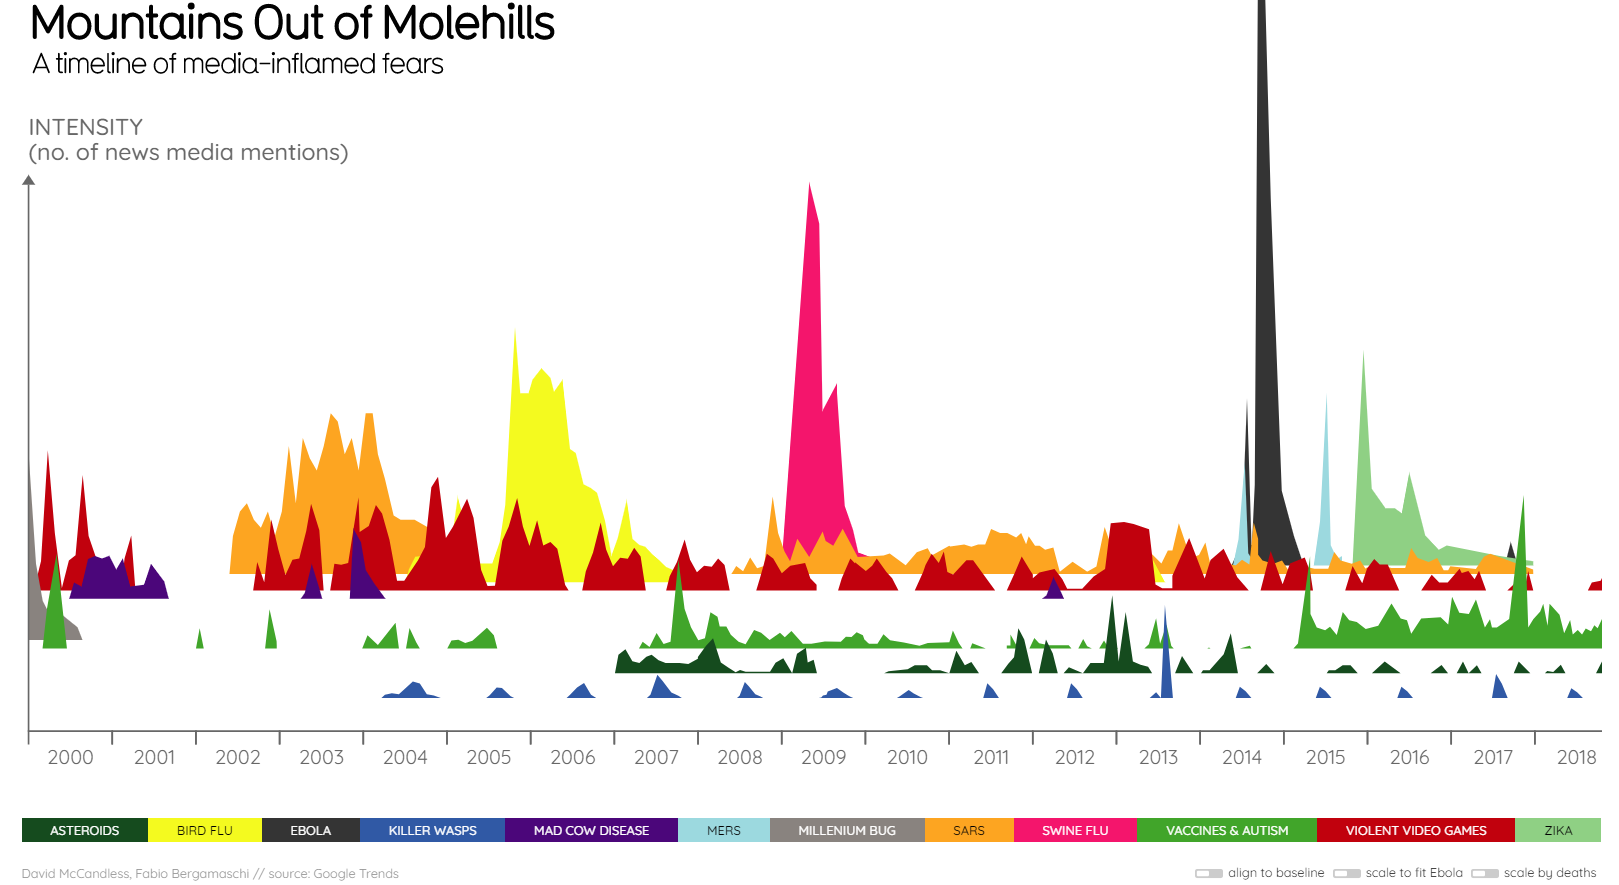 Mountains Out of Molehills
A timeline of media-inflamed fears
INTENSITY
(no. of news media mentions)
2000 2001 2002 2003 2004 2005 2006 2007 2008 2009 2010 2011 2012 2013 2014 2015 2016 2017 2018
ASTEROIDS BIRD FLU EBOLA KILLER WASPS MAD COW DISEASE MERS MILLENIUM BUG SARS SWINE FLU VACCINES & AUTISM VIOLENT VIDEO GAMES ZIKA
David McCandless, Fabio Bergamaschi // source: Google Trends align to baseline scale to fit Ebola scale by deaths